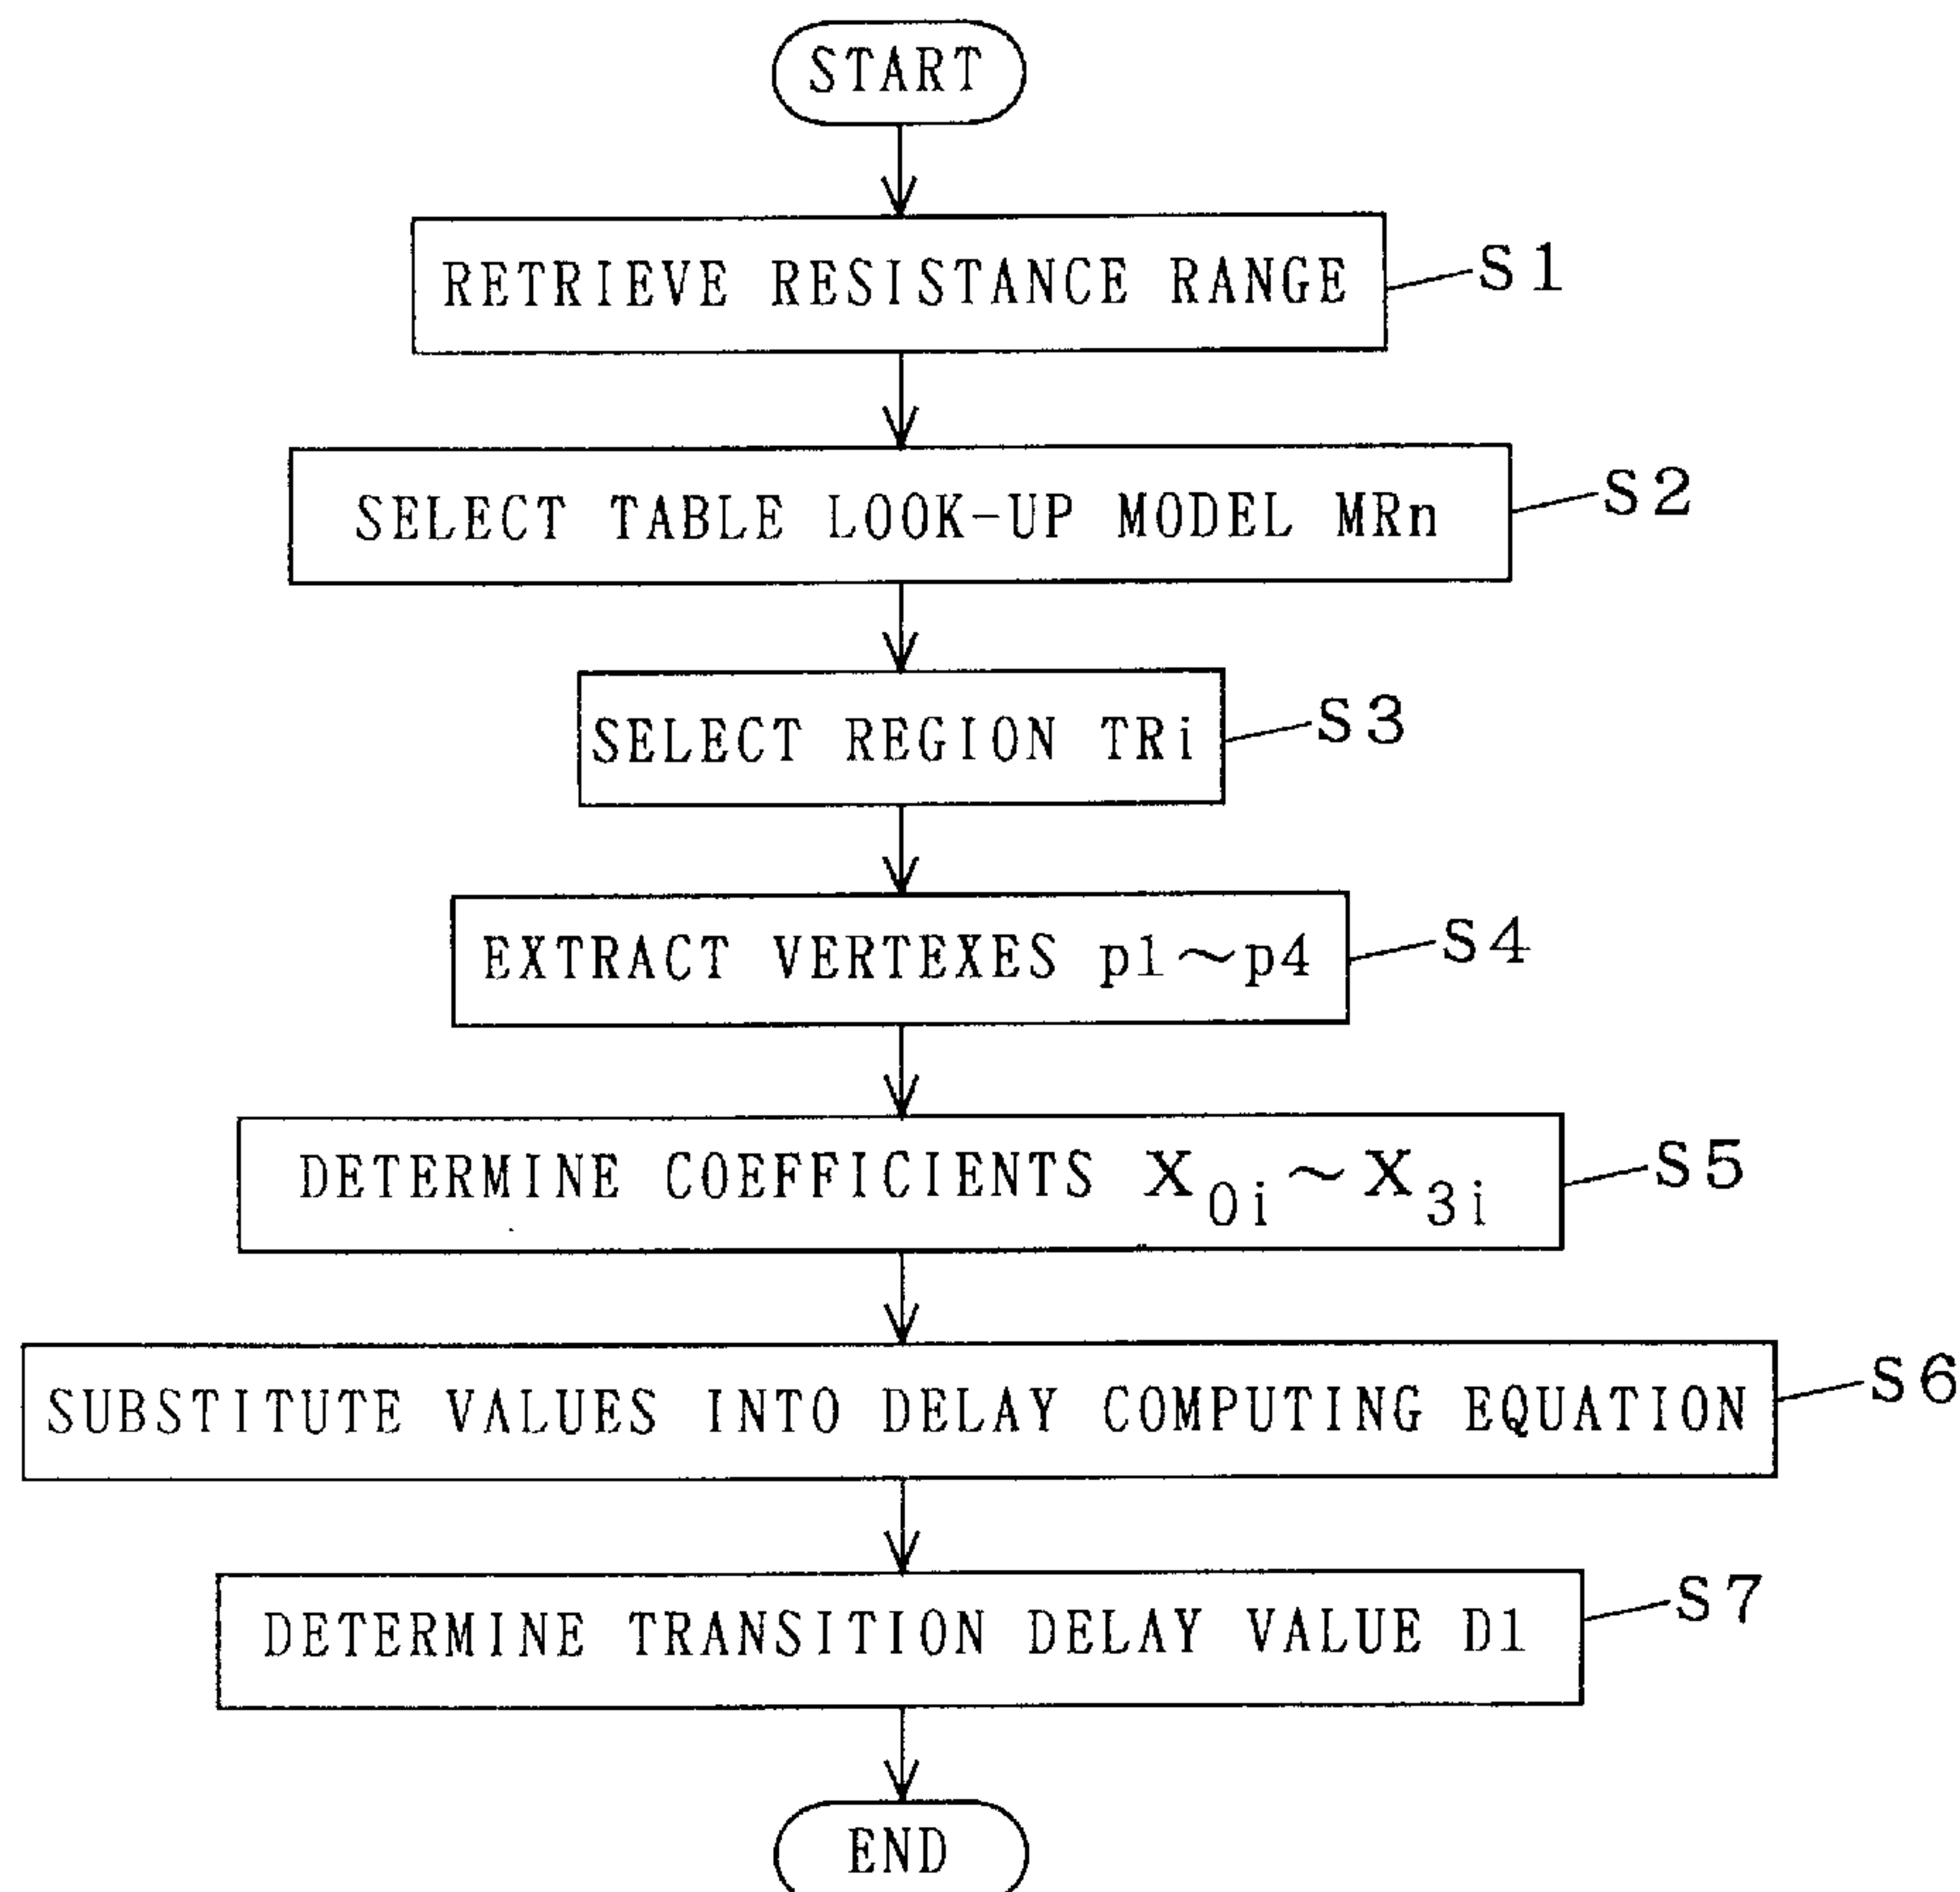 START
RETRIEVE RESISTANCE RANGE
S1
SELECT TABLE LOOK-UP MODEL MRn
S2
SELECT REGION TRi
S3
EXTRACT VERTEXES p1~p4
S4
DETERMINE COEFFICIENTS X0i~X3i
S5
SUBSTITUTE VALUES INTO DELAY COMPUTING EQUATION
S6
DETERMINE TRANSITION DELAY VALUE D1
S7
END